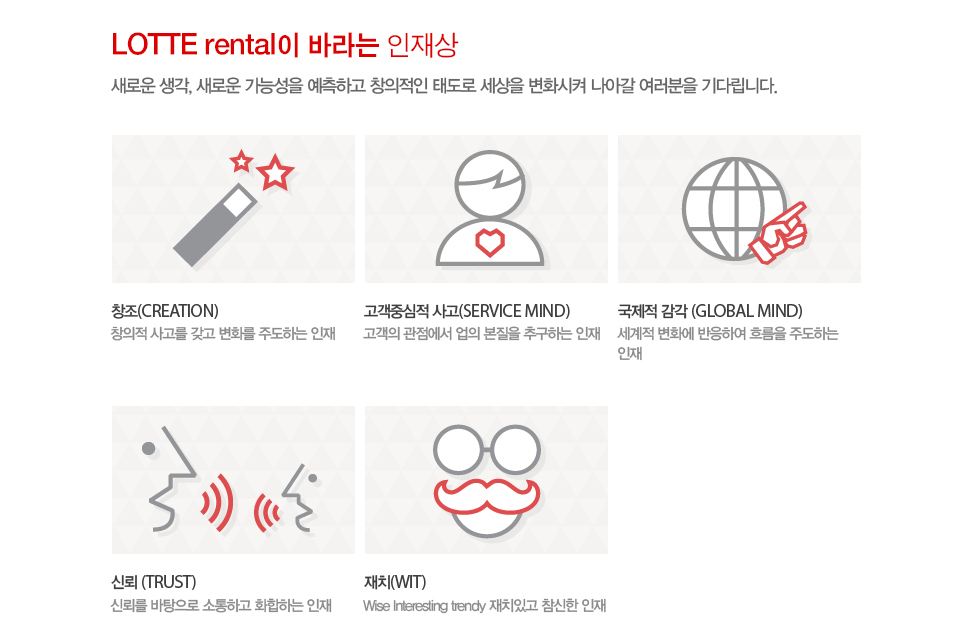 LOTTE rental이 바라는 인재상
새로운 생각, 새로운 가능성을 예측하고 창의적인 태도로 세상을 변화시켜 나아갈 여러분을 기다립니다.
창조(CREATION)
창의적 사고를 갖고 변화를 주도하는 인재
고객중심적 사고(SERVICE MIND)
고객의 관점에서 업의 본질을 추구하는 인재
국제적 감각 (GLOBAL MIND)
세계적 변화에 반응하여 흐름을 주도하는
인재
신뢰 (TRUST)
신뢰를 바탕으로 소통하고 화합하는 인재
재치(WIT)
Wise Interesting trendy 재치있고 참신한 인재